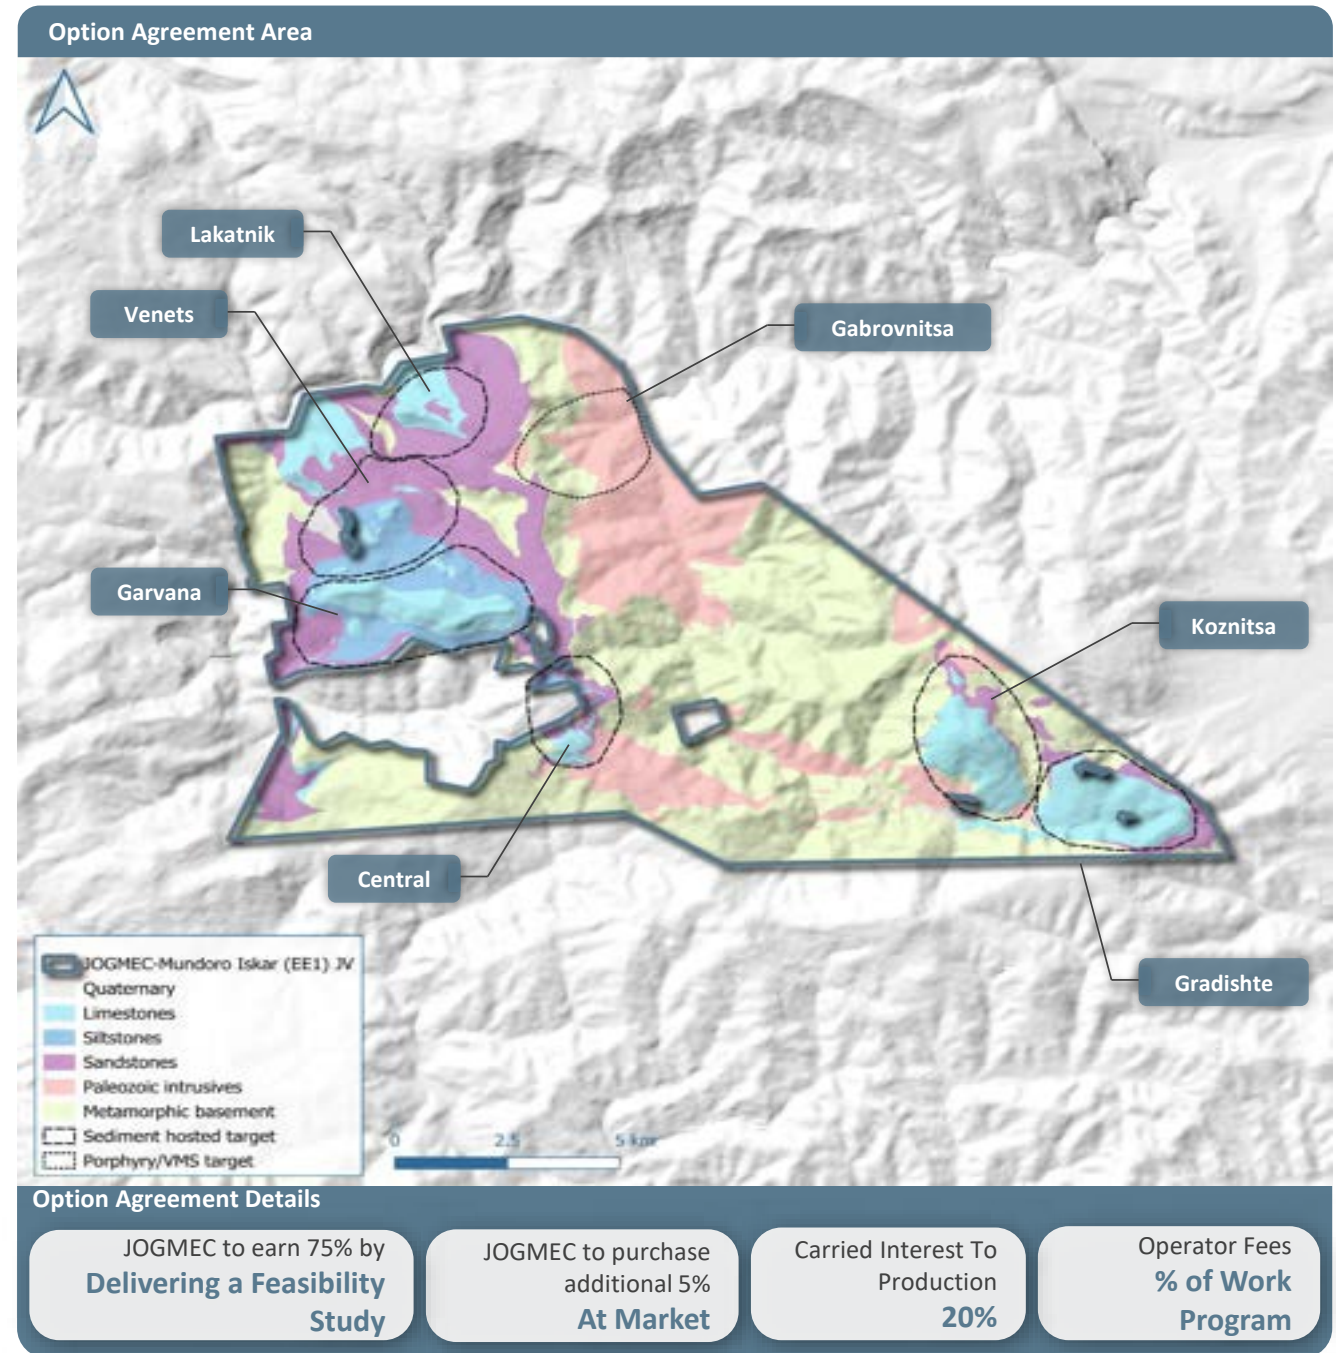 Option Agreement Area
Lakatnik
Venets
Gabrovnitsa
Garvana
Koznitsa
Central
Gradishte
JOGMEC-Mundoro Iskar (EE1) JV
Quaternary
Limestones
Siltstones
Sandstones
Paleozoic intrusives
Metamorphic basement
Sediment hosted target
Porphyry/VMS target
0 2.5 5 km
Option Agreement Details
JOGMEC to earn 75% by
Delivering a Feasibility
Study
JOGMEC to purchase
additional 5%
At Market
Carried Interest To
Production
20%
Operator Fees
% of Work
Program